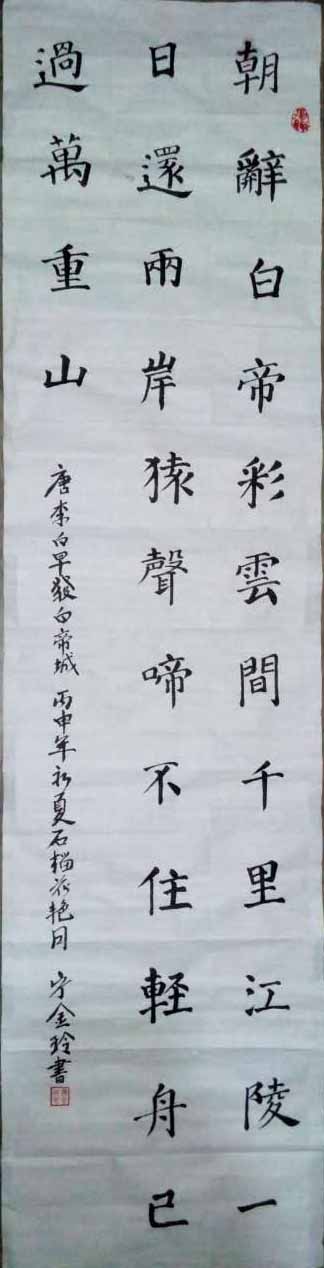 朝辭白帝彩雲間千里江陵一
日還兩岸猿聲啼不住輕舟已
過萬重山
唐李白早發白帝城 丙申年初夏石榴花艳月 宁金玲書